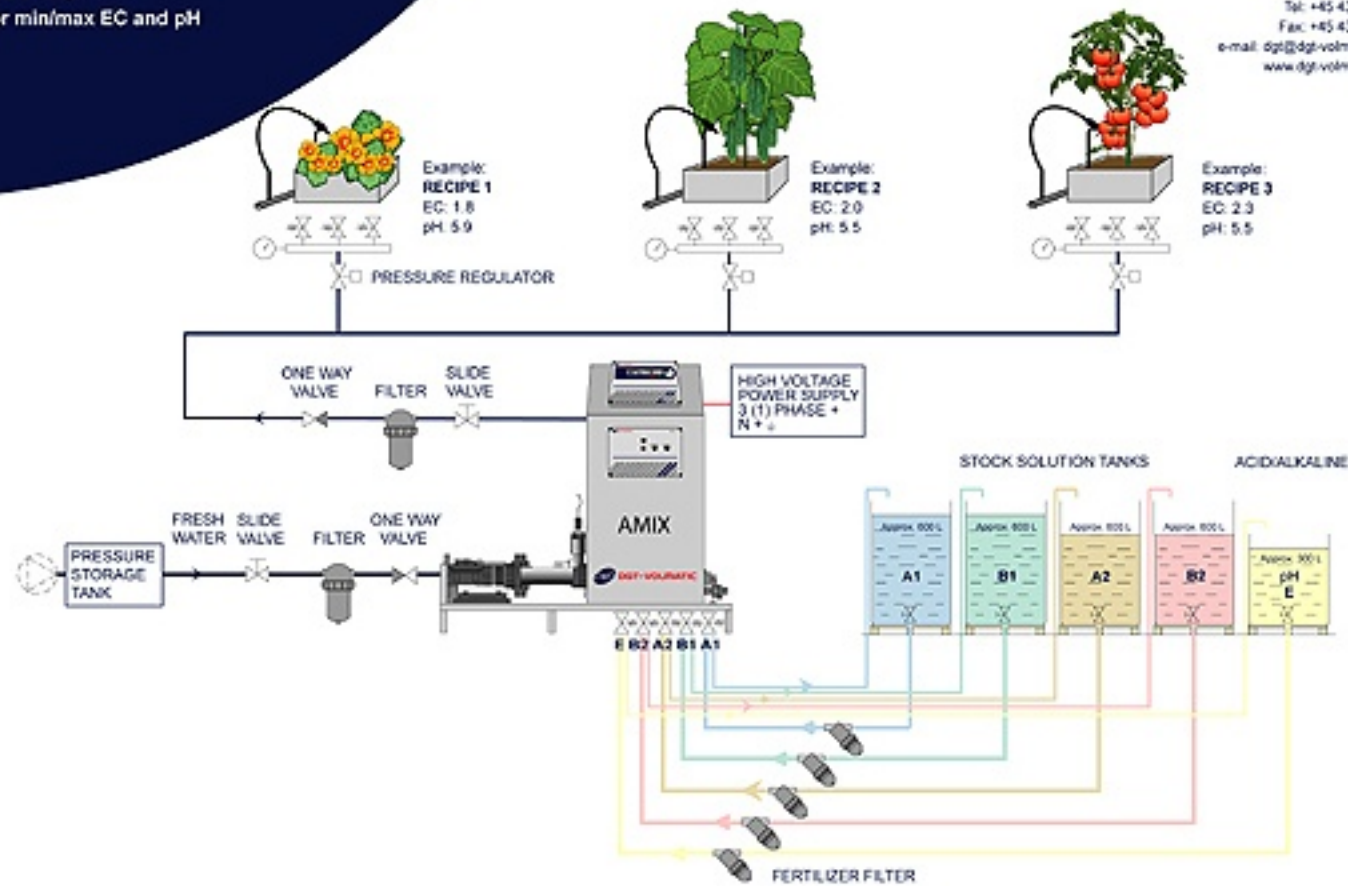 r min/max EC and pH
Tel: +45 43
Fax: +45 43
e-mail: dgt@dgt-volm
www.dgt-volm
Example:
RECIPE 1
EC: 1.8
pH: 5.9
Example:
RECIPE 2
EC: 2.0
pH: 5.5
Example:
RECIPE 3
EC: 2.3
pH: 5.5
PRESSURE REGULATOR
ONE WAY
VALVE
FILTER
SLIDE
VALVE
HIGH VOLTAGE
POWER SUPPLY
3 (1) PHASE +
N +
STOCK SOLUTION TANKS
ACID/ALKALINE
Approx. 600 L
A1
Approx. 600 L
B1
Approx. 600 L
A2
Approx. 600 L
B2
Approx. 300 L
pH
E
AMIX
DGT-VOLMATIC
PRESSURE
STORAGE
TANK
FRESH
WATER
SLIDE
VALVE
FILTER
ONE WAY
VALVE
E B2 A2 B1 A1
FERTILIZER FILTER